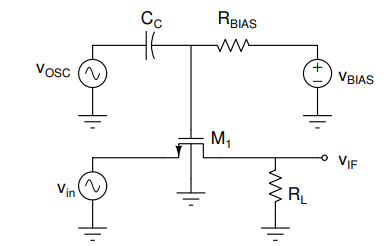 C_C R_BIAS
v_OSC v_BIAS
+
−
M_1
v_IF
v_in R_L